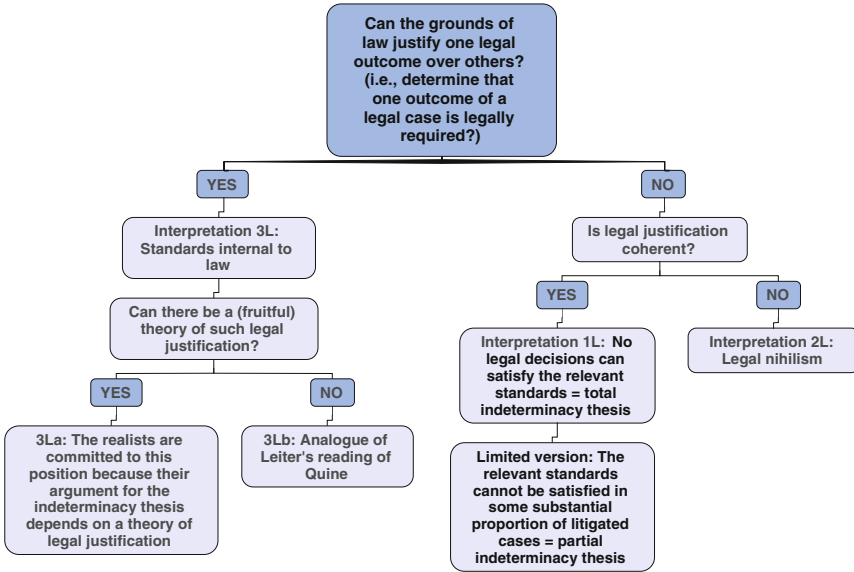 Can the grounds of
law justify one legal
outcome over others?
(i.e., determine that
one outcome of a
legal case is legally
required?)
YES
NO
Interpretation 3L:
Standards internal to
law
Is legal justification
coherent?
Can there be a (fruitful)
theory of such legal
justification?
YES
NO
Interpretation 1L: No
legal decisions can
satisfy the relevant
standards = total
indeterminacy thesis
Interpretation 2L:
Legal nihilism
YES
NO
3La: The realists are
committed to this
position because their
argument for the
indeterminacy thesis
depends on a theory of
legal justification
3Lb: Analogue of
Leiter's reading of
Quine
Limited version: The
relevant standards
cannot be satisfied in
some substantial
proportion of litigated
cases = partial
indeterminacy thesis